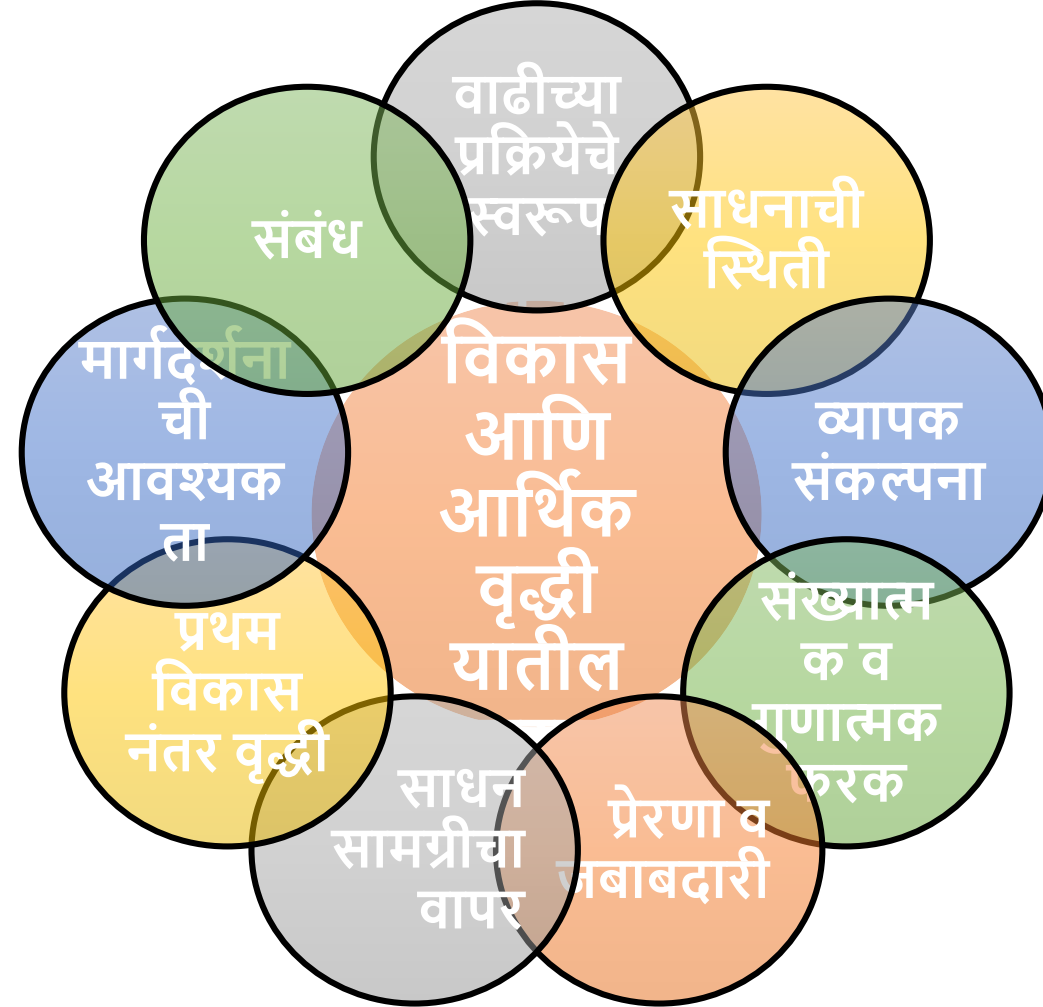 वाढीच्या
प्रक्रियेचे
स्वरूप
साधनाची
स्थिती
व्यापक
संकल्पना
संख्यात्म
क व
गुणात्मक
फरक
प्रेरणा व
जबाबदारी
साधन
सामग्रीचा
वापर
प्रथम
विकास
नंतर वृद्धी
मार्गदर्शना
ची
आवश्यक
ता
संबंध
विकास
आणि
आर्थिक
वृद्धी
यातील